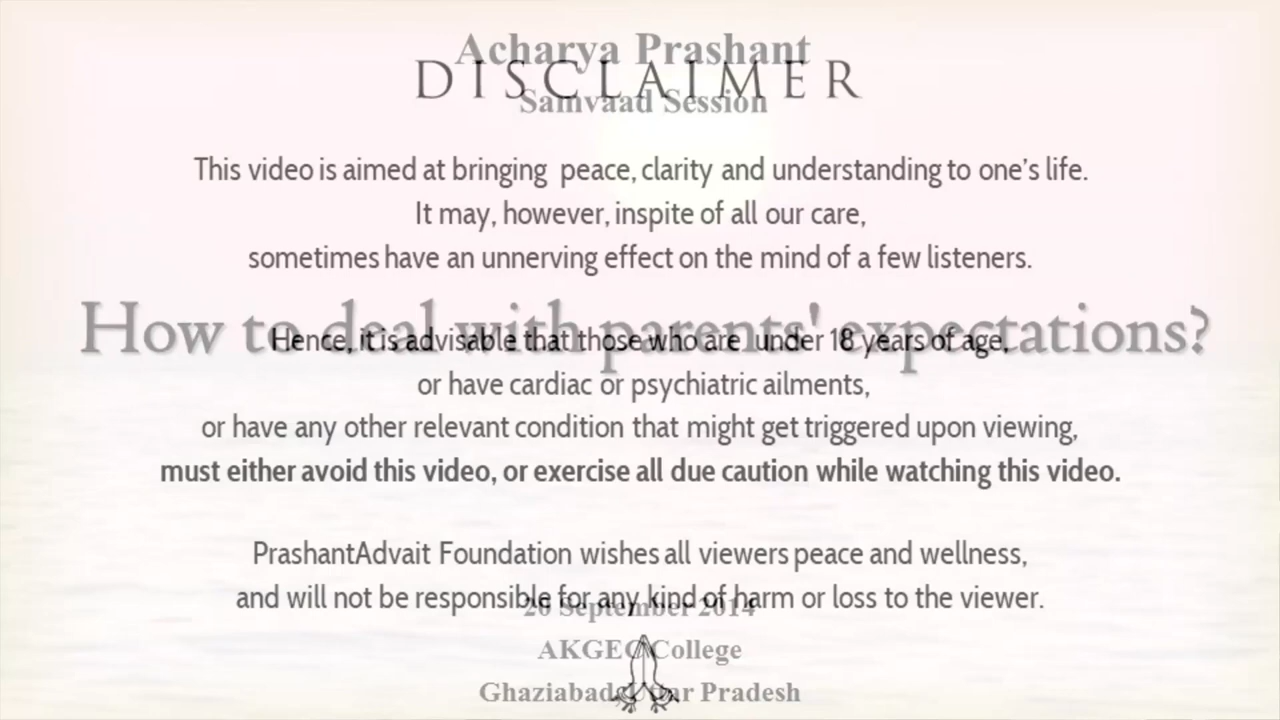 Acharya Prashant
DISCLAIMER
Samvaad Session
This video is aimed at bringing peace, clarity and understanding to one's life.
It may, however, inspite of all our care,
sometimes have an unnerving effect on the mind of a few listeners.
How to deal with parents' expectations?
Hence, it is advisable that those who are under 18 years of age,
or have cardiac or psychiatric ailments,
or have any other relevant condition that might get triggered upon viewing,
must either avoid this video, or exercise all due caution while watching this video.
PrashantAdvait Foundation wishes all viewers peace and wellness,
and will not be responsible for any kind of harm or loss to the viewer.
September 2014
AKGEC College
Ghaziabad, Uttar Pradesh